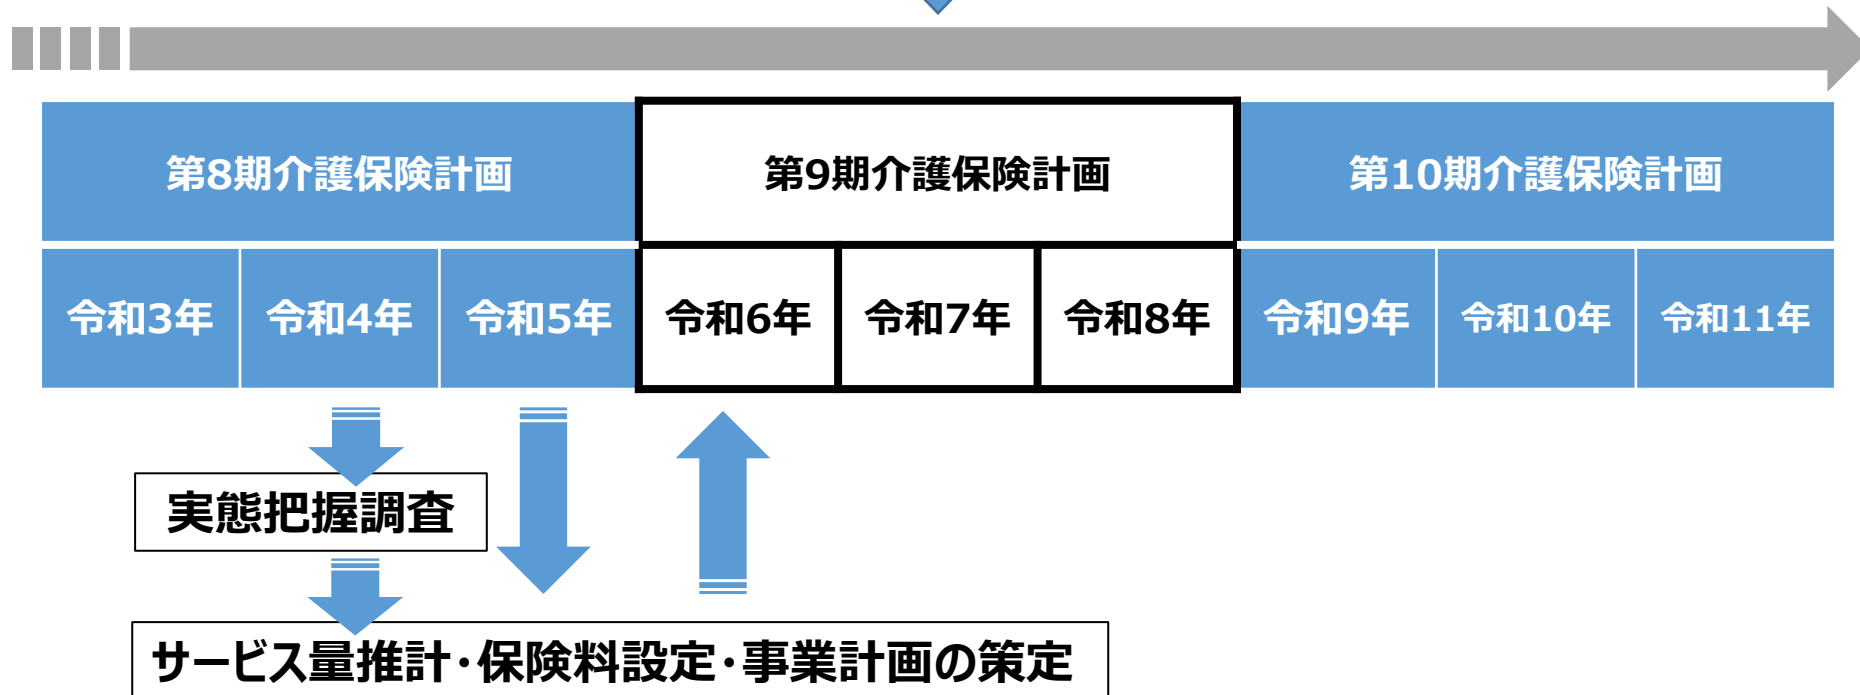 第8期介護保険計画
第9期介護保険計画
第10期介護保険計画
令和3年
令和4年
令和5年
令和6年
令和7年
令和8年
令和9年
令和10年
令和11年
実態把握調査
サービス量推計・保険料設定・事業計画の策定